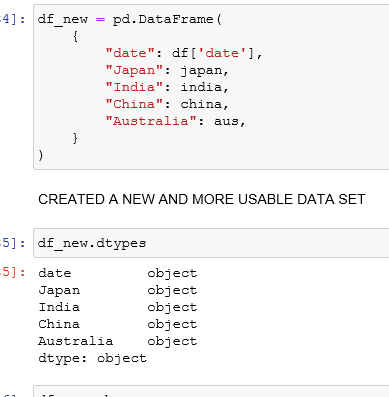 4]: df_new = pd.DataFrame(
{
"date": df['date'],
"Japan": japan,
"India": india,
"China": china,
"Australia": aus,
}
)
CREATED A NEW AND MORE USABLE DATA SET
5]: df_new.dtypes
5]: date object
Japan object
India object
China object
Australia object
dtype: object